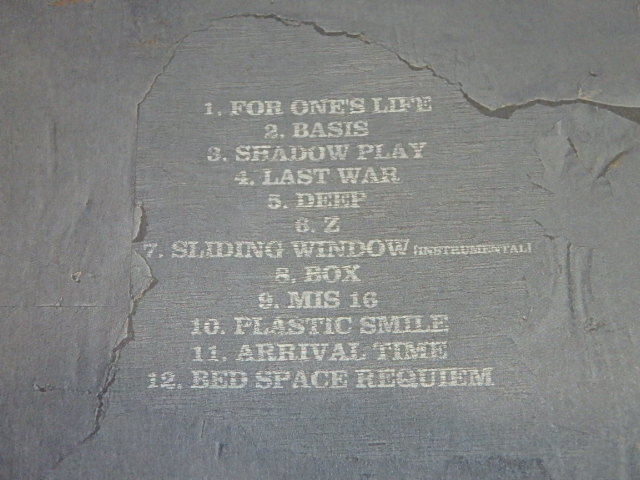 1. FOR ONE'S LIFE
2. BASIS
3. SHADOW PLAY
4. LAST WAR
5. DEEP
6. Z
7. SLIDING WINDOW [INSTRUMENTAL]
8. BOX
9. MIS 16
10. PLASTIC SMILE
11. ARRIVAL TIME
12. BED SPACE REQUIEM